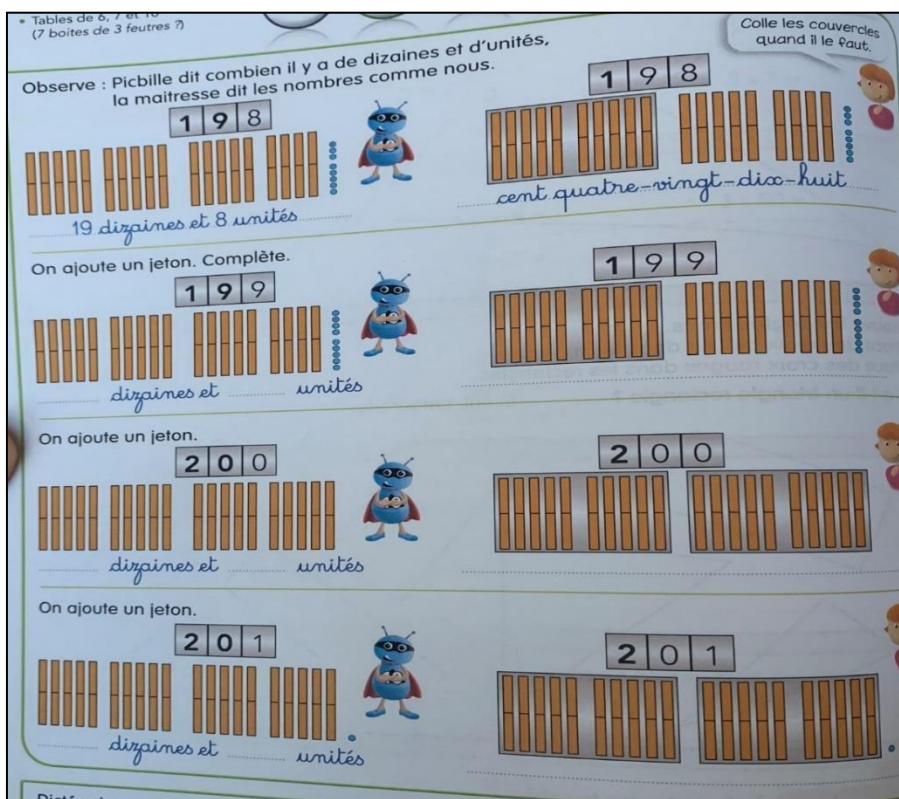 • Tables de 6, 7 et 10
(7 boites de 3 feutres ?)
Colle les couvercles
quand il le faut.
Observe : Picbille dit combien il y a de dizaines et d'unités,
la maitresse dit les nombres comme nous.
1 9 8
1 9 8
19 dizaines et 8 unités
cent quatre-vingt-dix-huit
On ajoute un jeton. Complète.
1 9 9
1 9 9
dizaines et unités
On ajoute un jeton.
2 0 0
2 0 0
dizaines et unités
On ajoute un jeton.
2 0 1
2 0 1
dizaines et unités